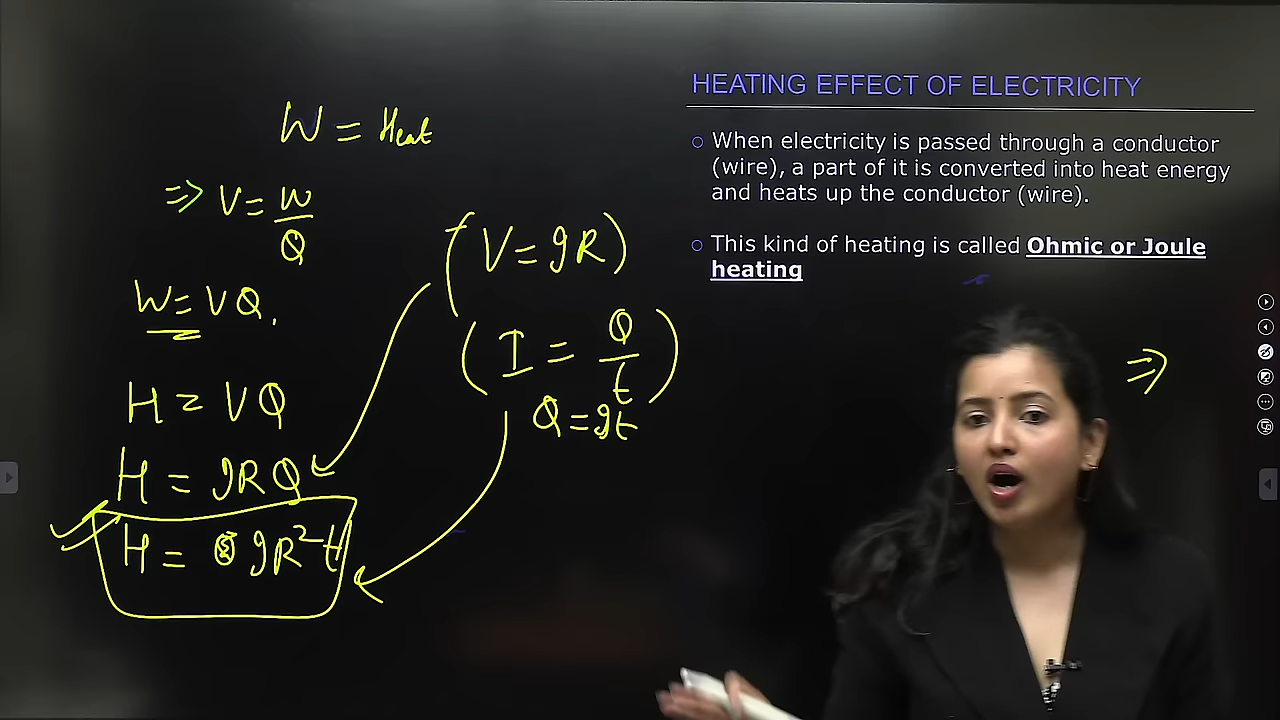 W = Heat
⇒ V = W/Q
W = VQ.
H = VQ
H = IRQ
H = IR²t
(V = IR)
(I = Q/t)
Q = It
HEATING EFFECT OF ELECTRICITY
When electricity is passed through a conductor
(wire), a part of it is converted into heat energy
and heats up the conductor (wire).
This kind of heating is called Ohmic or Joule
heating
⇒